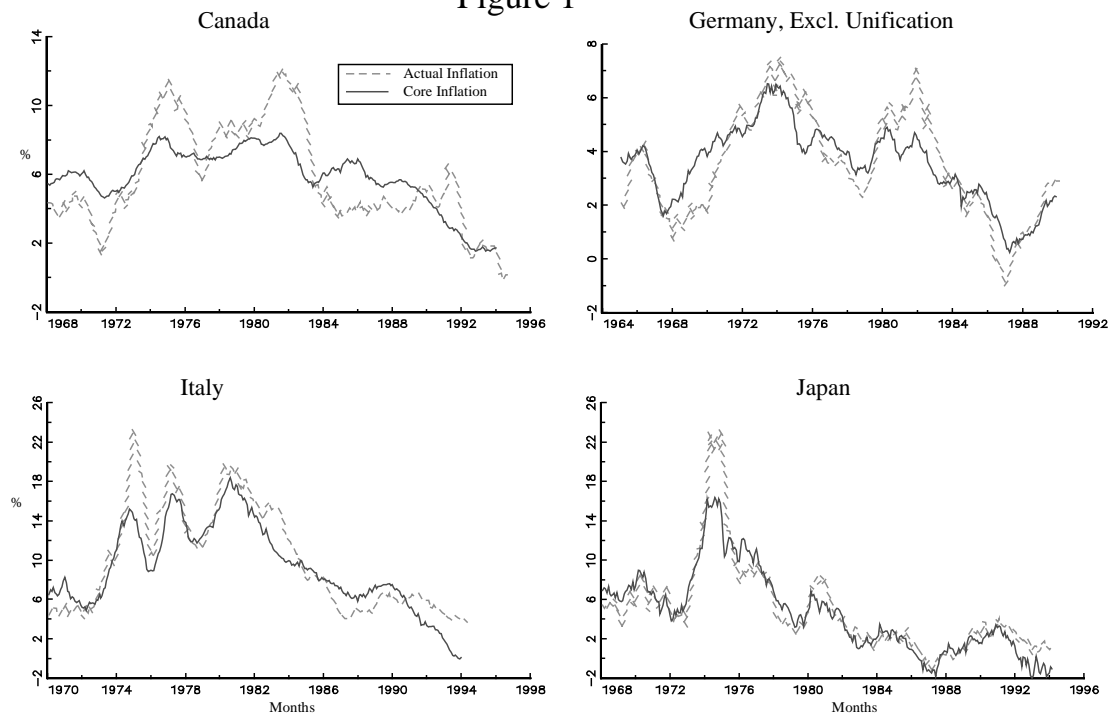 Figure 1
Canada
Germany, Excl. Unification
Actual Inflation
Core Inflation
%
14
10
6
2
-2
1968 1972 1976 1980 1984 1988 1992 1996
8
6
4
2
0
-2
1964 1968 1972 1976 1980 1984 1988 1992
Italy
Japan
%
26
22
18
14
10
6
2
-2
1970 1974 1978 1982 1986 1990 1994 1998
Months
26
22
18
14
10
6
2
-2
1968 1972 1976 1980 1984 1988 1992 1996
Months